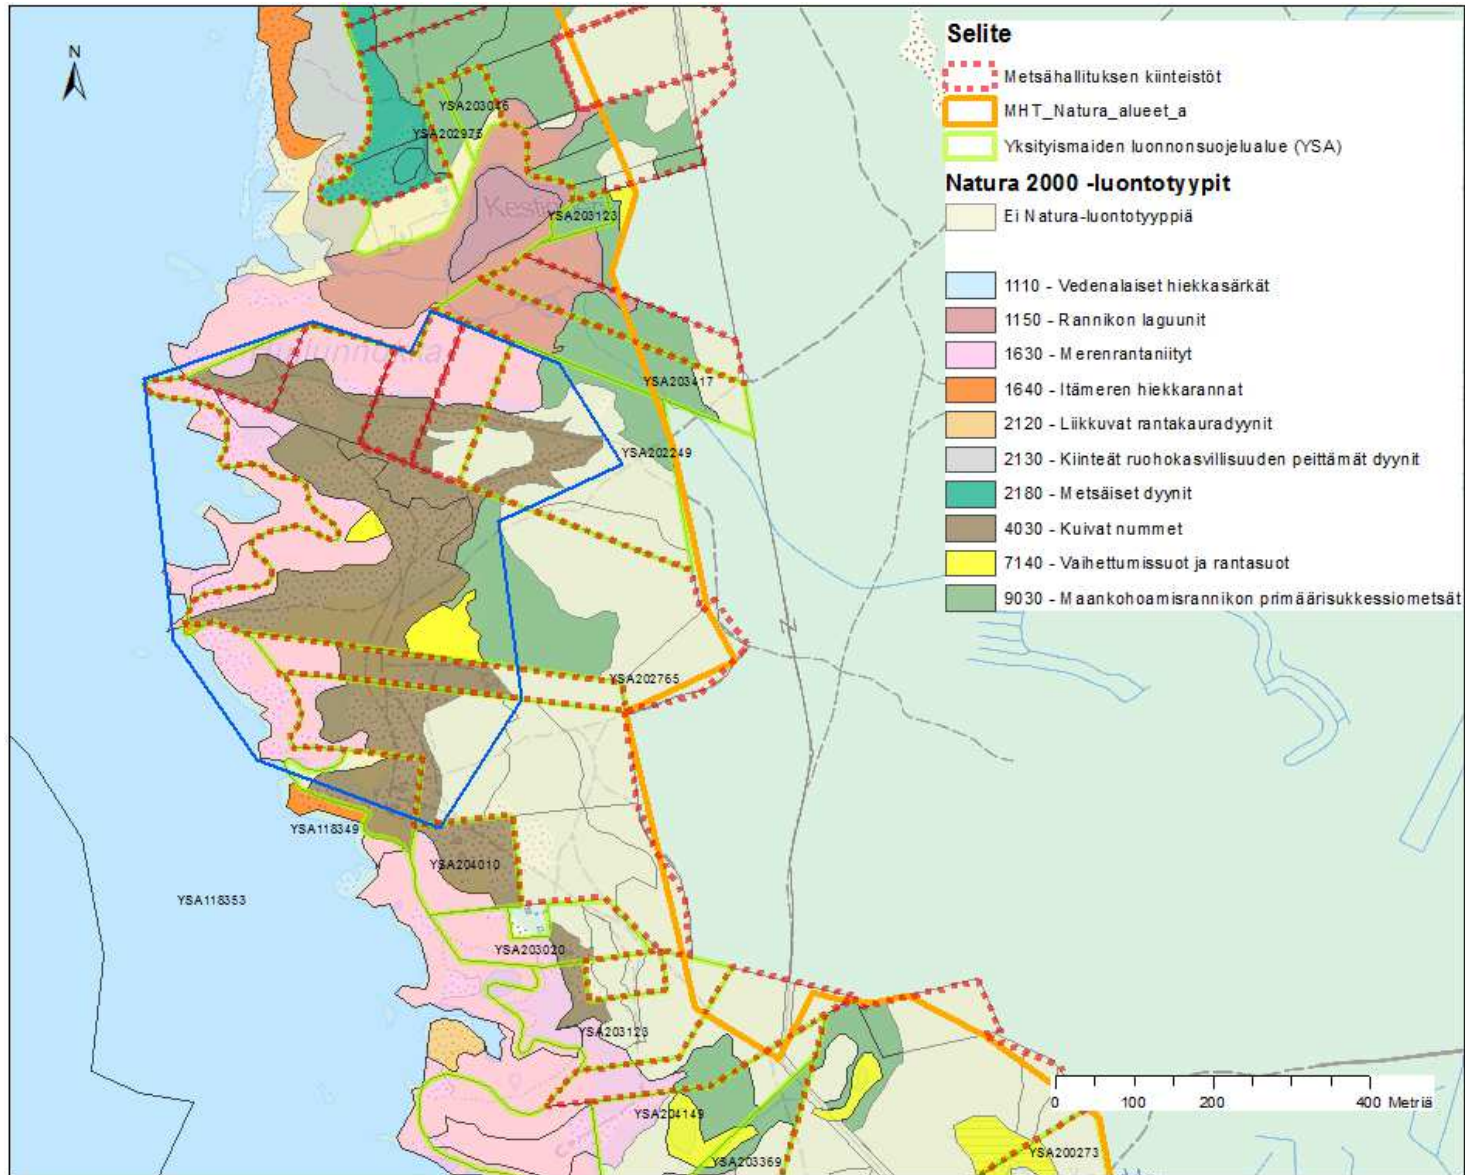 N
Selite
Metsähallituksen kiinteistöt
MHT_Natura_alueet_a
Yksityismaiden luonnonsuojelualue (YSA)
Natura 2000 -luontotyypit
Ei Natura-luontotyyppiä
1110 - Vedenalaiset hiekkasärkät
1150 - Rannikon laguunit
1630 - Merenrantaniityt
1640 - Itämeren hiekkarannat
2120 - Liikkuvat rantakauradyynit
2130 - Kiinteät ruohokasvillisuuden peittämät dyynit
2180 - Metsäiset dyynit
4030 - Kuivat nummet
7140 - Vaihettumissuot ja rantasuot
9030 - Maankohoamisrannikon primäärisukkessiometsät
YSA203046
YSA202975
YSA203123
YSA203417
YSA202249
YSA202765
YSA118349
YSA204010
YSA118353
YSA203020
YSA203123
YSA204149
YSA203369
YSA200273
0 100 200 400 Metriä